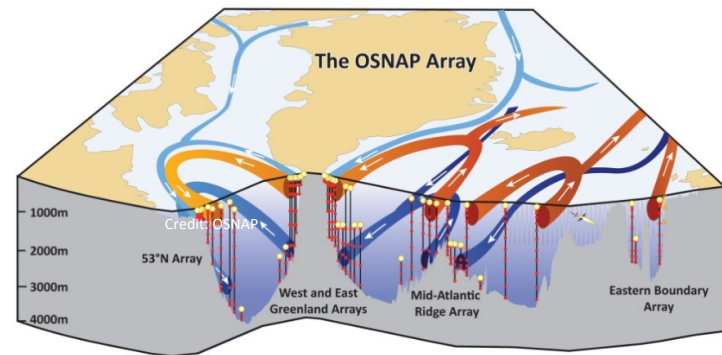 The OSNAP Array
1000m
2000m
3000m
4000m
Credit: OSNAP
53°N Array
West and East
Greenland Arrays
Mid-Atlantic
Ridge Array
Eastern Boundary
Array